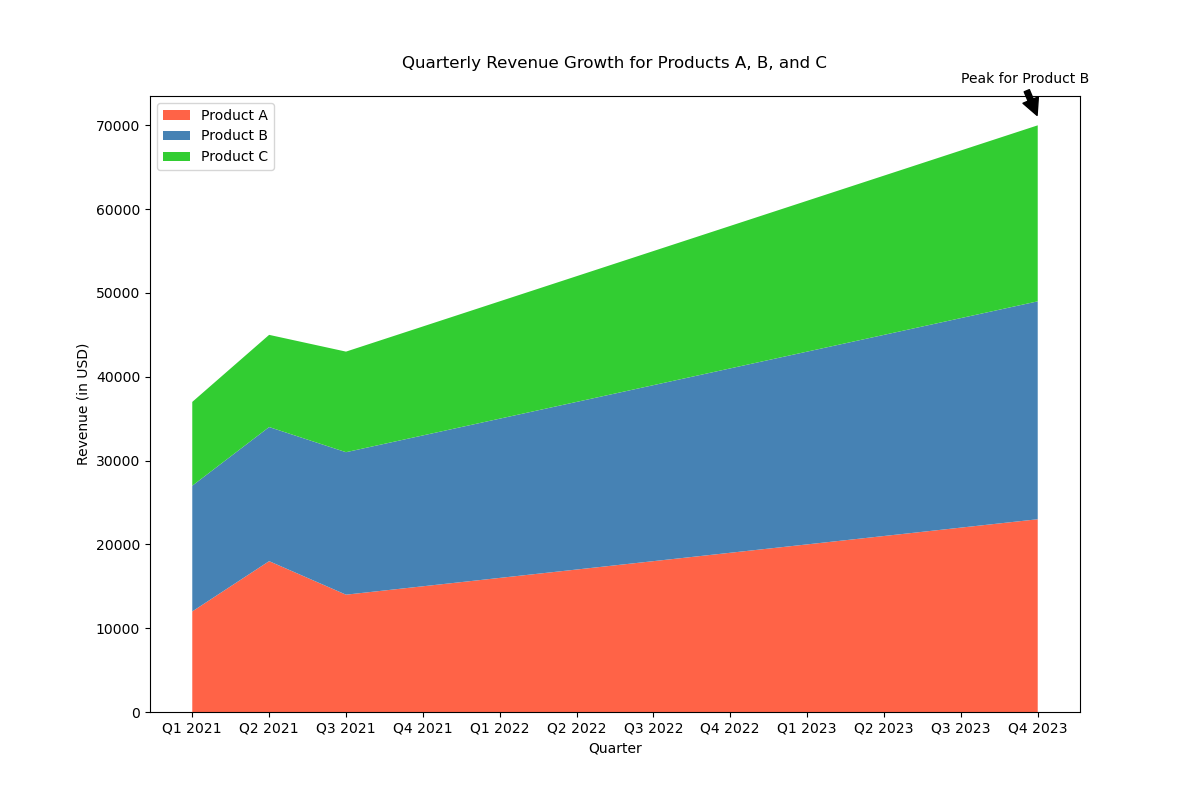 Quarterly Revenue Growth for Products A, B, and C
Peak for Product B
Product A
Product B
Product C
Revenue (in USD)
70000
60000
50000
40000
30000
20000
10000
0
Q1 2021 Q2 2021 Q3 2021 Q4 2021 Q1 2022 Q2 2022 Q3 2022 Q4 2022 Q1 2023 Q2 2023 Q3 2023 Q4 2023
Quarter